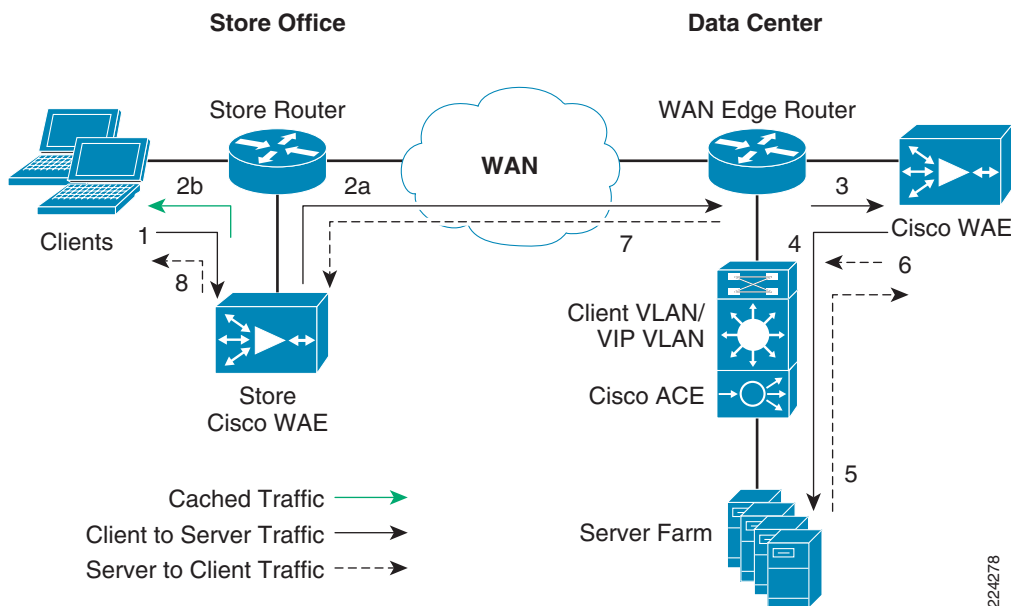 Store Office
Data Center
Store Router
WAN Edge Router
WAN
2b
2a
3
Clients
1
7
4
Cisco WAE
6
8
Client VLAN/
VIP VLAN
Store
Cisco WAE
Cisco ACE
5
Cached Traffic
Client to Server Traffic
Server to Client Traffic
Server Farm
224278